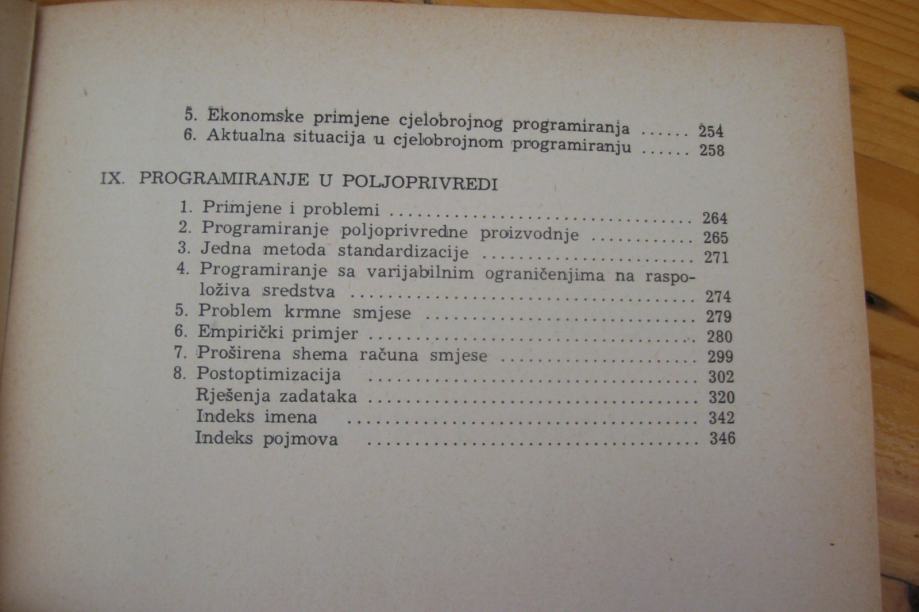 5. Ekonomske primjene cjelobrojnog programiranja ...... 254
6. Aktualna situacija u cjelobrojnom programiranju ...... 258
IX. PROGRAMIRANJE U POLJOPRIVREDI
1. Primjene i problemi ................................ 264
2. Programiranje poljoprivredne proizvodnje ........... 265
3. Jedna metoda standardizacije ....................... 271
4. Programiranje sa varijabilnim ograničenjima na raspo-
loživa sredstva .................................... 274
5. Problem krmne smjese ............................. 279
6. Empirički primjer .................................. 280
7. Proširena shema računa smjese ..................... 299
8. Postoptimizacija ................................. 302
Rješenja zadataka .................................. 320
Indeks imena .................................... 342
Indeks pojmova .................................. 346